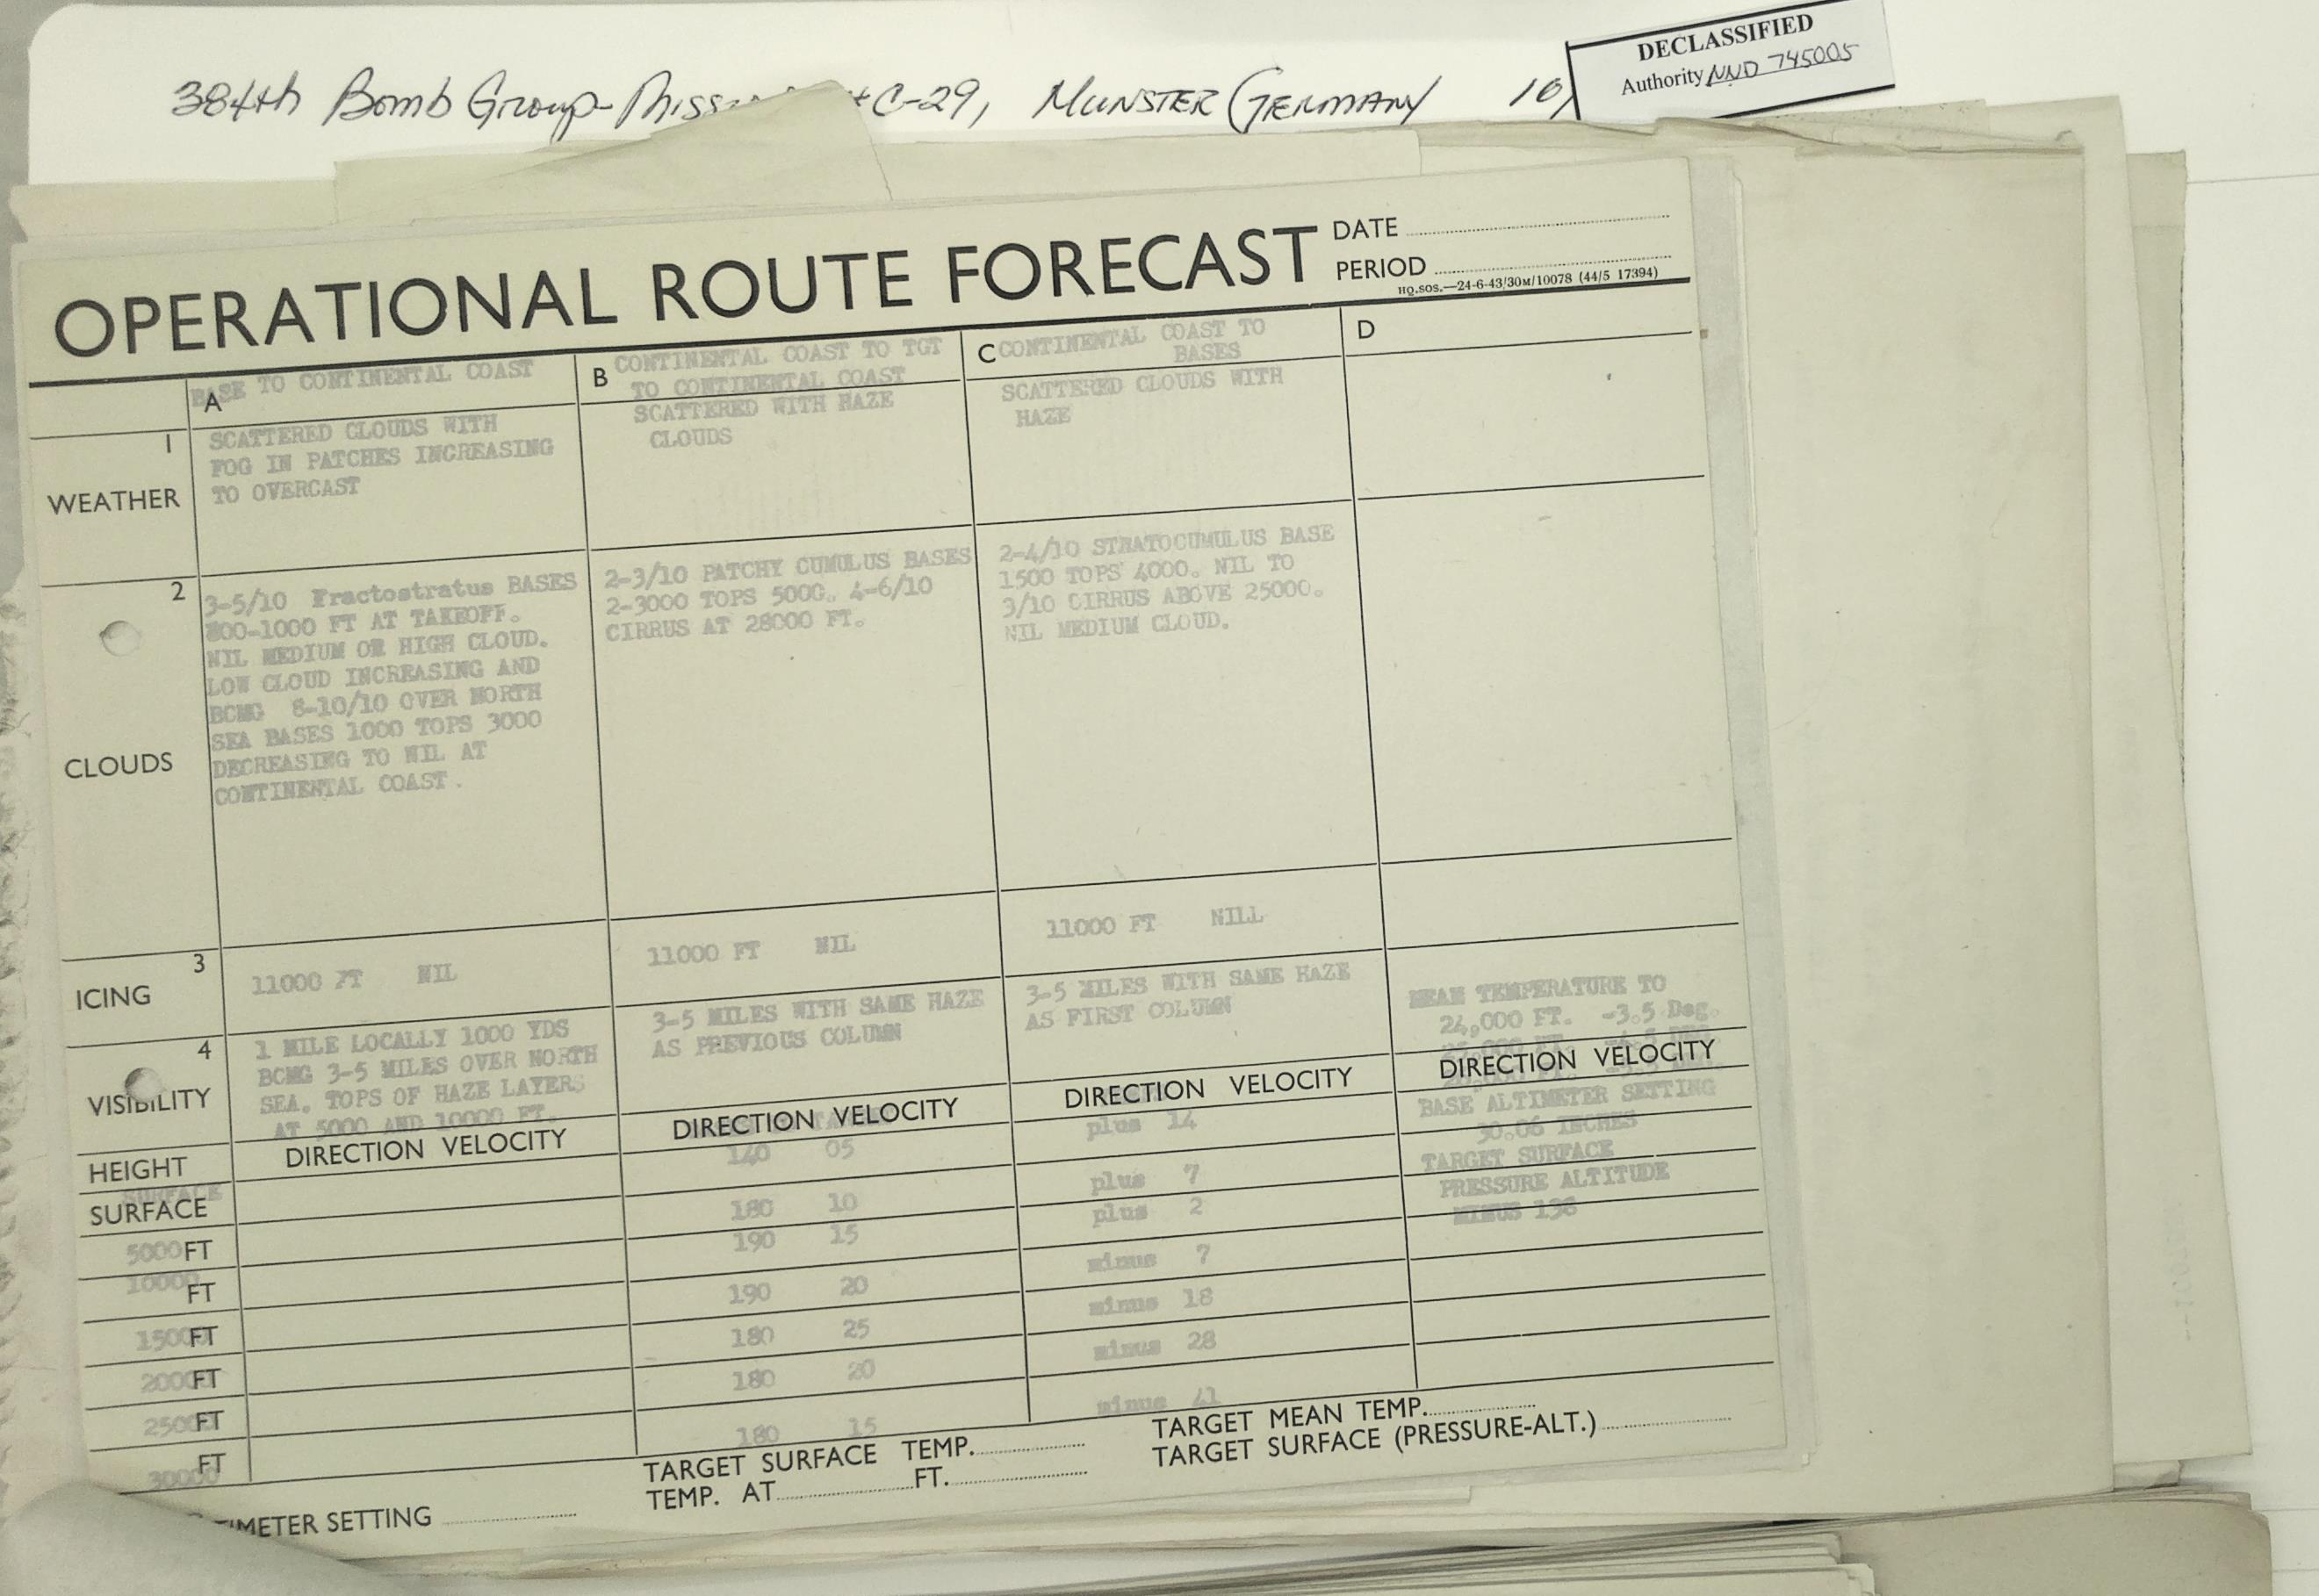 384th Bomb Group- C-29, MUNSTER GERMANY 10
DECLASSIFIED
Authority NND 745005
OPERATIONAL ROUTE FORECAST
DATE
PERIOD
HQ.SOS.—24-6-43/30M/10078 (44/5 17394)
A BASE TO CONTINENTAL COAST
B CONTINENTAL COAST TO TGT
TO CONTINENTAL COAST
C CONTINENTAL COAST TO
BASES
D
1
WEATHER
SCATTERED CLOUDS WITH
FOG IN PATCHES INCREASING
TO OVERCAST
SCATTERED WITH HAZE
CLOUDS
SCATTERED CLOUDS WITH
HAZE
2
CLOUDS
3-5/10 Fractostratus BASES
800-1000 FT AT TAKEOFF.
NIL MEDIUM OR HIGH CLOUD.
LOW CLOUD INCREASING AND
BCMG 8-10/10 OVER NORTH
SEA BASES 1000 TOPS 3000
DECREASING TO NIL AT
CONTINENTAL COAST.
2-3/10 PATCHY CUMULUS BASES
2-3000 TOPS 5000. 4-6/10
CIRRUS AT 28000 FT.
2-4/10 STRATOCUMULUS BASE
1500 TOPS 4000. NIL TO
3/10 CIRRUS ABOVE 25000.
NIL MEDIUM CLOUD.
3
ICING
11000 FT NIL
11000 FT NIL
11000 FT NILL
4
VISIBILITY
1 MILE LOCALLY 1000 YDS
BCMG 3-5 MILES OVER NORTH
SEA. TOPS OF HAZE LAYERS
AT 5000 AND 10000 FT.
3-5 MILES WITH SAME HAZE
AS PREVIOUS COLUMN
3-5 MILES WITH SAME HAZE
AS FIRST COLUMN
MEAN TEMPERATURE TO
24,000 FT. -3.5 Deg.
HEIGHT
DIRECTION VELOCITY
DIRECTION VELOCITY
DIRECTION VELOCITY
DIRECTION VELOCITY
BASE ALTIMETER SETTING
30.06 INCHES
TARGET SURFACE
PRESSURE ALTITUDE
MINUS 138
SURFACE
SURFACE 140 05 plus 14
5000 FT 180 10 plus 7
10000 FT 190 15 plus 2
15000 FT 190 20 minus 7
20000 FT 180 25 minus 18
25000 FT 180 20 minus 28
30000 FT 180 15 minus 41
TARGET SURFACE TEMP.
TEMP. AT FT.
TARGET MEAN TEMP.
TARGET SURFACE (PRESSURE-ALT.)
TIMETER SETTING